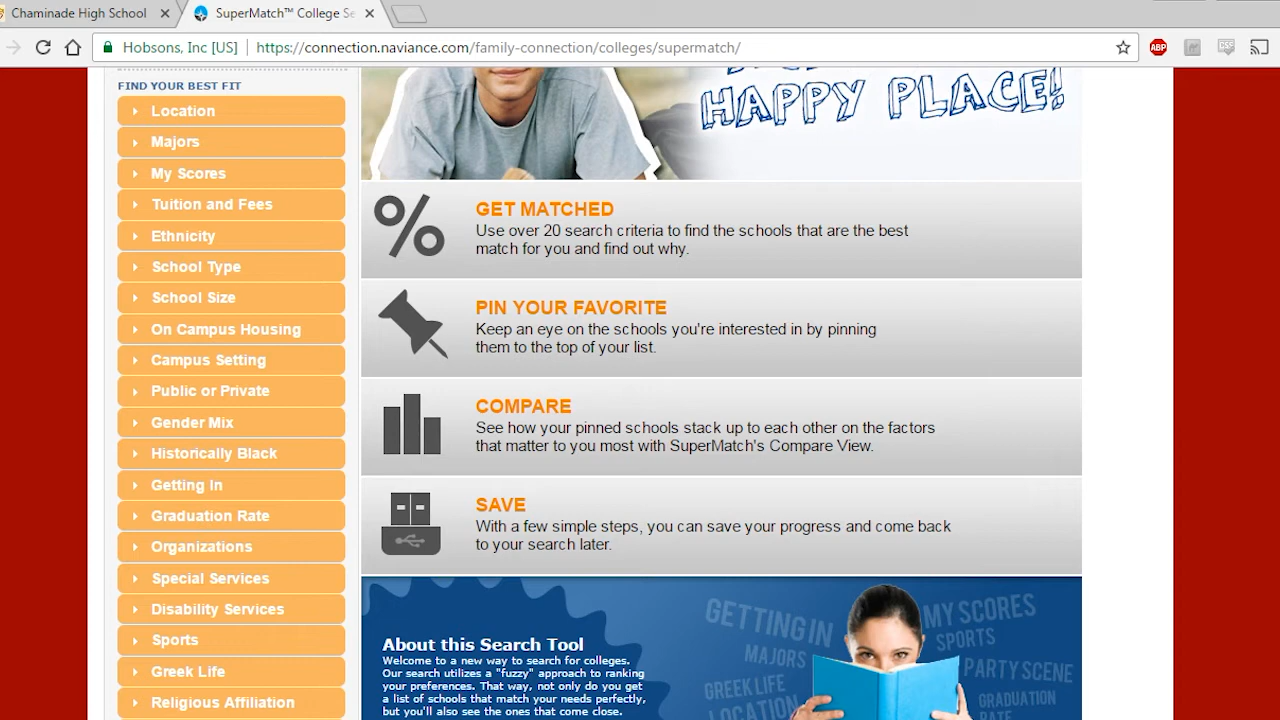 Chaminade High School
SuperMatch™ College Se
Hobsons, Inc [US]
https://connection.naviance.com/family-connection/colleges/supermatch/
ABP
CSS
FIND YOUR BEST FIT
Location
Majors
My Scores
Tuition and Fees
Ethnicity
School Type
School Size
On Campus Housing
Campus Setting
Public or Private
Gender Mix
Historically Black
Getting In
Graduation Rate
Organizations
Special Services
Disability Services
Sports
Greek Life
Religious Affiliation
HAPPY PLACE!
GET MATCHED
Use over 20 search criteria to find the schools that are the best
match for you and find out why.
PIN YOUR FAVORITE
Keep an eye on the schools you're interested in by pinning
them to the top of your list.
COMPARE
See how your pinned schools stack up to each other on the factors
that matter to you most with SuperMatch's Compare View.
SAVE
With a few simple steps, you can save your progress and come back
to your search later.
About this Search Tool
Welcome to a new way to search for colleges.
Our search utilizes a "fuzzy" approach to ranking
your preferences. That way, not only do you get
a list of schools that match your needs perfectly,
but you'll also see the ones that come close.
GETTING IN
MY SCORES
MAJORS
SPORTS
GREEK LIFE
PARTY SCENE
LOCATION
GRADUATION
RATE